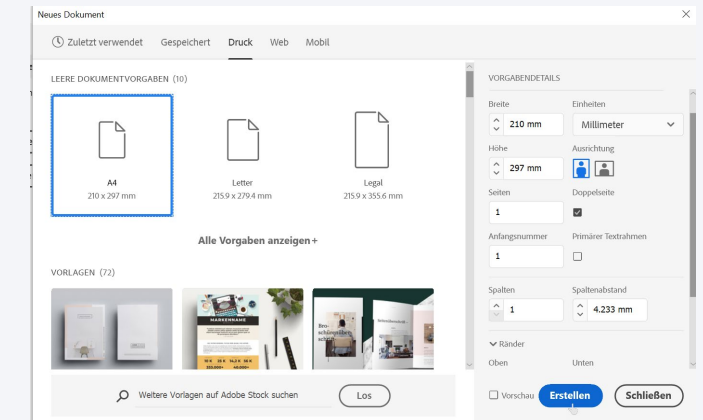 Neues Dokument
Zuletzt verwendet Gespeichert Druck Web Mobil
LEERE DOKUMENTVORGABEN (10)
A4
210 x 297 mm
Letter
215.9 x 279.4 mm
Legal
215.9 x 355.6 mm
Alle Vorgaben anzeigen+
VORLAGEN (72)
MARKENNAME
Weitere Vorlagen auf Adobe Stock suchen
Los
VORGABENDETAILS
Breite Einheiten
210 mm Millimeter
Höhe Ausrichtung
297 mm
Seiten Doppelseite
1
Anfangsnummer Primärer Textrahmen
1
Spalten Spaltenabstand
1 4.233 mm
Ränder
Oben Unten
Vorschau Erstellen Schließen